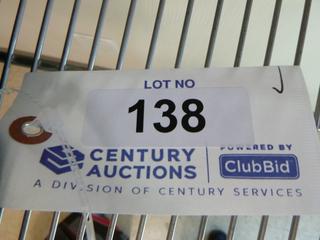 LOT NO
138
CENTURY AUCTIONS
POWERED BY
ClubBid
A DIVISION OF CENTURY SERVICES